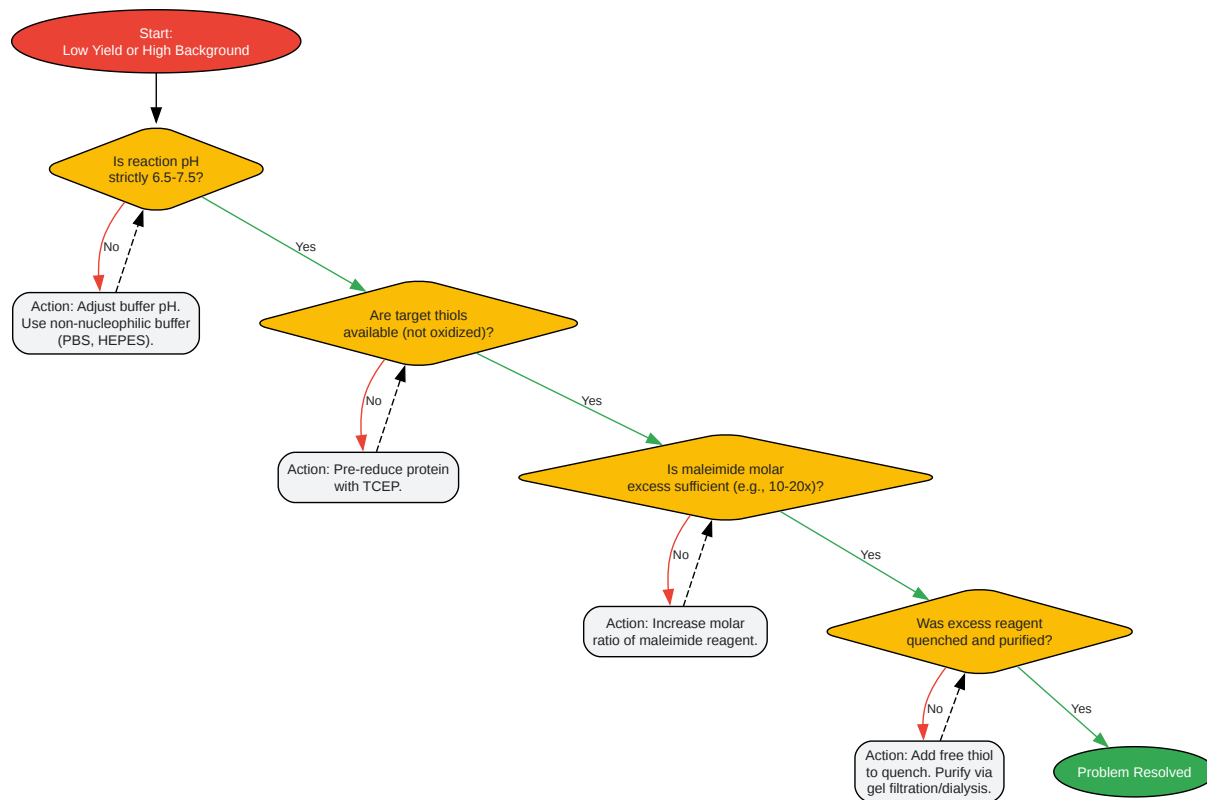 Start:
Low Yield or High Background
Is reaction pH
strictly 6.5-7.5?
No
Yes
Action: Adjust buffer pH.
Use non-nucleophilic buffer
(PBS, HEPES).
Are target thiols
available (not oxidized)?
No
Yes
Action: Pre-reduce protein
with TCEP.
Is maleimide molar
excess sufficient (e.g., 10-20x)?
No
Yes
Action: Increase molar
ratio of maleimide reagent.
Was excess reagent
quenched and purified?
No
Yes
Action: Add free thiol
to quench. Purify via
gel filtration/dialysis.
Problem Resolved